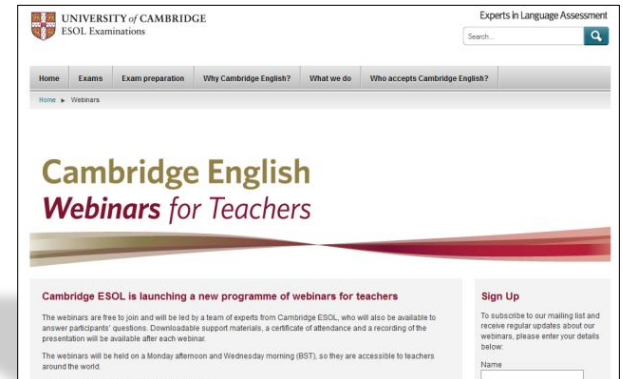 UNIVERSITY of CAMBRIDGE
ESOL Examinations
Experts in Language Assessment
Search...
Home Exams Exam preparation Why Cambridge English? What we do Who accepts Cambridge English?
Home ▸ Webinars
Cambridge English
Webinars for Teachers
Cambridge ESOL is launching a new programme of webinars for teachers
The webinars are free to join and will be led by a team of experts from Cambridge ESOL, who will also be available to
answer participants' questions. Downloadable support materials, a certificate of attendance and a recording of the
presentation will be available after each webinar.
The webinars will be held on a Monday afternoon and Wednesday morning (BST), so they are accessible to teachers
around the world.
Sign Up
To subscribe to our mailing list and
receive regular updates about our
webinars, please enter your details
below:
Name